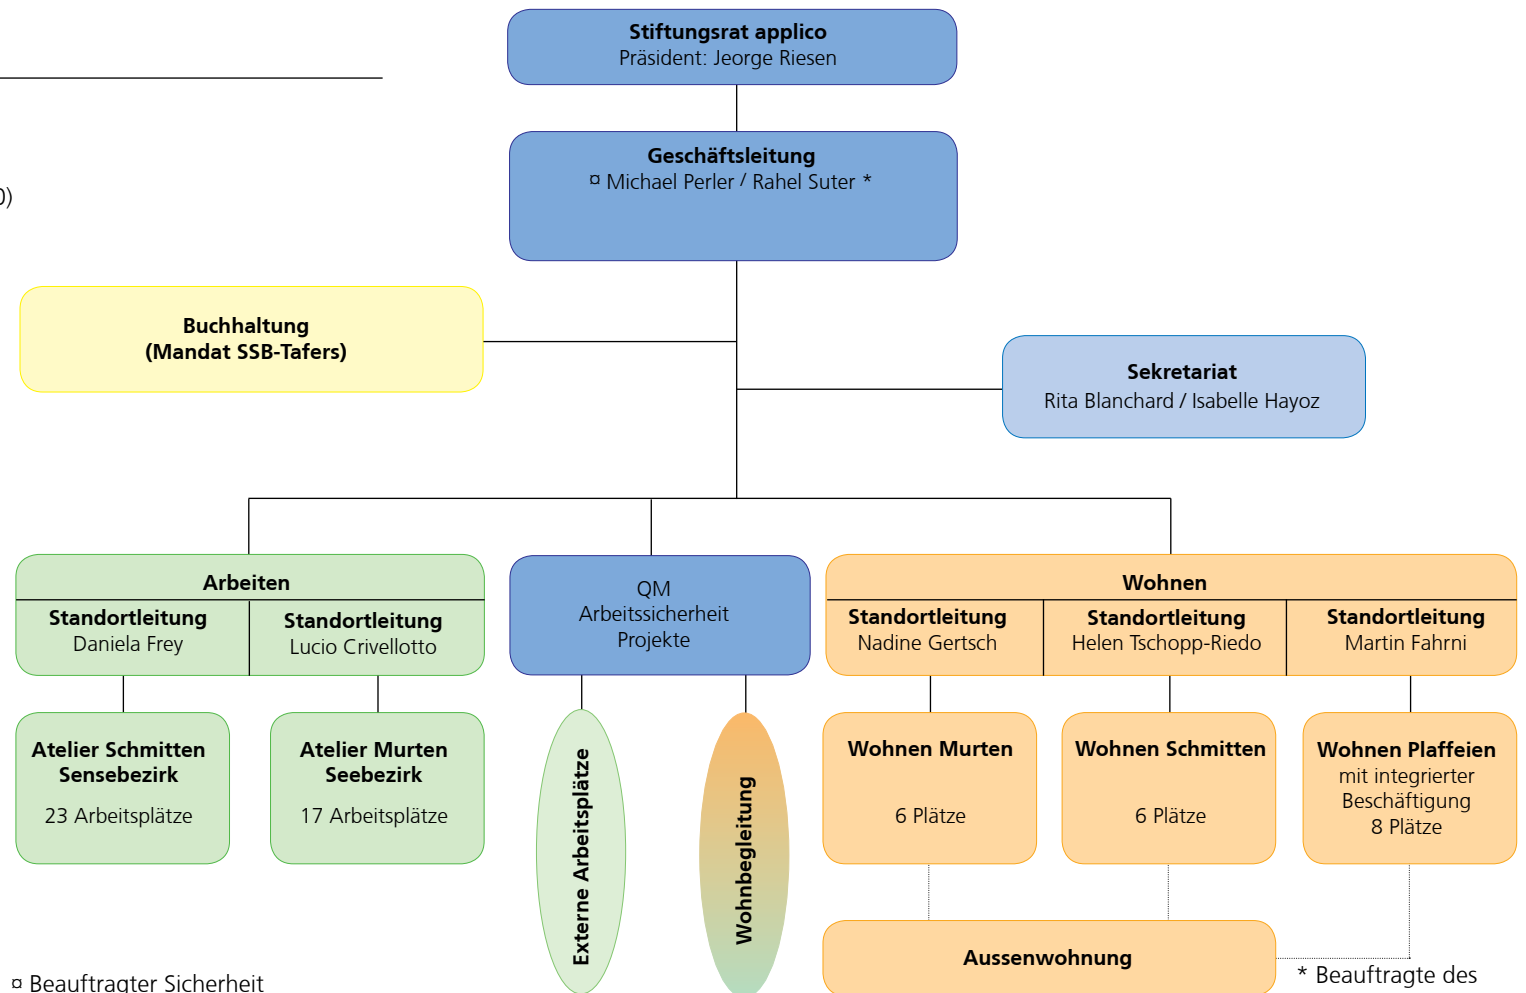 Stiftungsrat applico
Präsident: Jeorge Riesen
0)
Geschäftsleitung
¤ Michael Perler / Rahel Suter *
Buchhaltung
(Mandat SSB-Tafers)
Sekretariat
Rita Blanchard / Isabelle Hayoz
Arbeiten
Standortleitung
Daniela Frey
Standortleitung
Lucio Crivellotto
QM
Arbeitssicherheit
Projekte
Wohnen
Standortleitung
Nadine Gertsch
Standortleitung
Helen Tschopp-Riedo
Standortleitung
Martin Fahrni
Atelier Schmitten
Sensebezirk
23 Arbeitsplätze
Atelier Murten
Seebezirk
17 Arbeitsplätze
Externe Arbeitsplätze
Wohnbegleitung
Wohnen Murten
6 Plätze
Wohnen Schmitten
6 Plätze
Wohnen Plaffeien
mit integrierter
Beschäftigung
8 Plätze
Aussenwohnung
¤ Beauftragter Sicherheit
* Beauftragte des